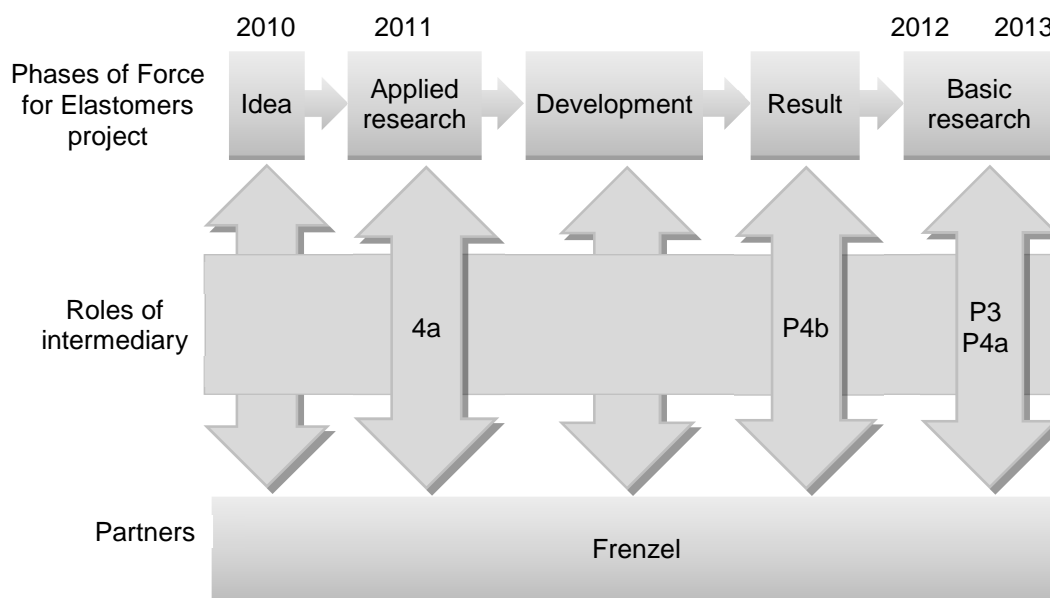 2010 2011 2012 2013
Phases of Force
for Elastomers
project
Idea
Applied
research
Development
Result
Basic
research
Roles of
intermediary
4a
P4b
P3
P4a
Partners
Frenzel